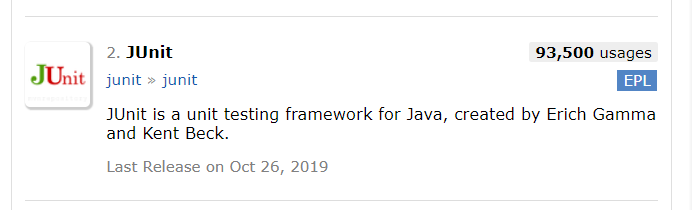 2. JUnit
93,500 usages
JUnit
junit » junit
EPL
JUnit is a unit testing framework for Java, created by Erich Gamma
and Kent Beck.
Last Release on Oct 26, 2019